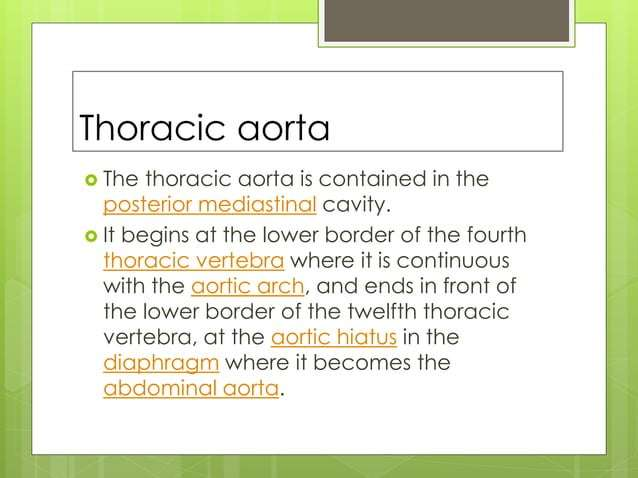 Thoracic aorta
The thoracic aorta is contained in the
posterior mediastinal cavity.
It begins at the lower border of the fourth
thoracic vertebra where it is continuous
with the aortic arch, and ends in front of
the lower border of the twelfth thoracic
vertebra, at the aortic hiatus in the
diaphragm where it becomes the
abdominal aorta.